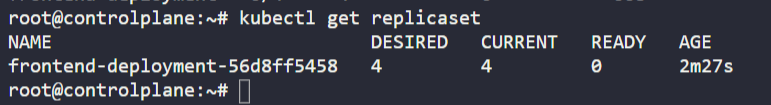 root@controlplane:~# kubectl get replicaset
NAME DESIRED CURRENT READY AGE
frontend-deployment-56d8ff5458 4 4 0 2m27s
root@controlplane:~#